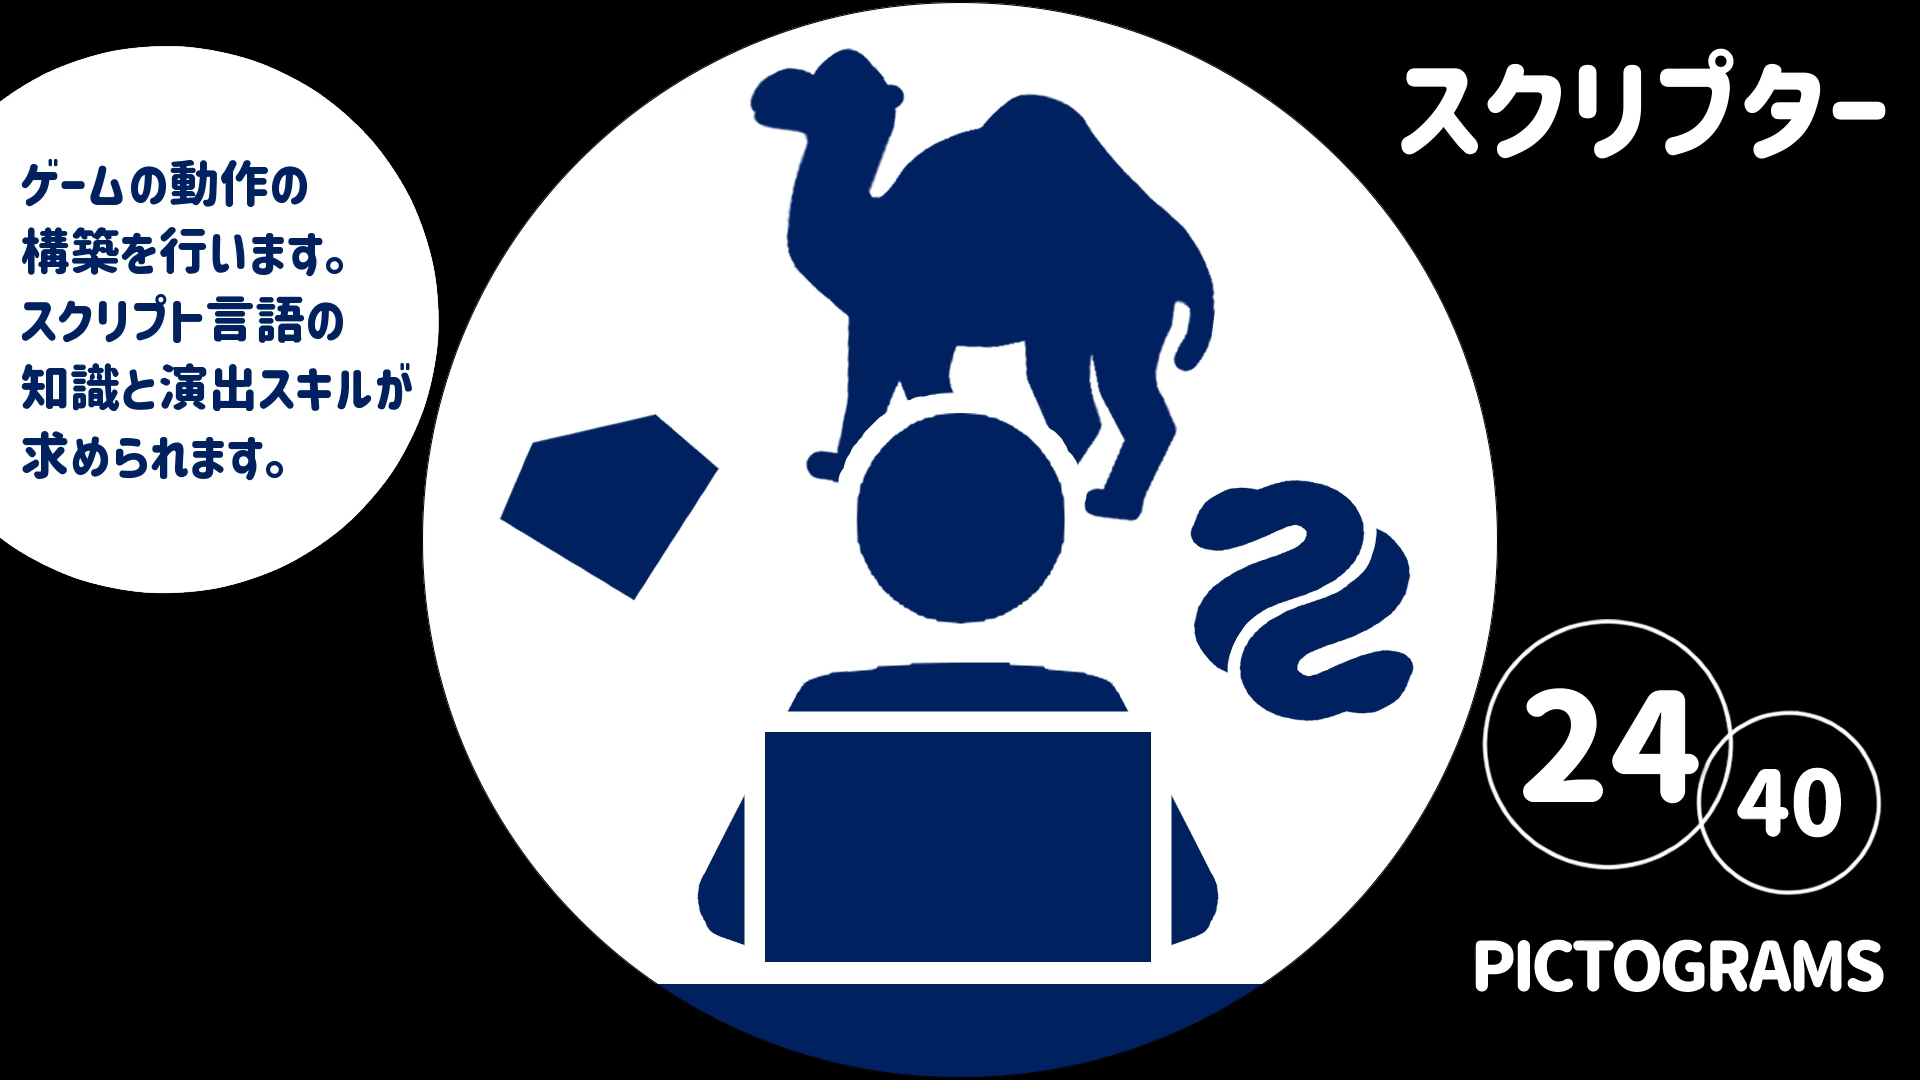 スクリプター
ゲームの動作の
構築を行います。
スクリプト言語の
知識と演出スキルが
求められます。
24
40
PICTOGRAMS